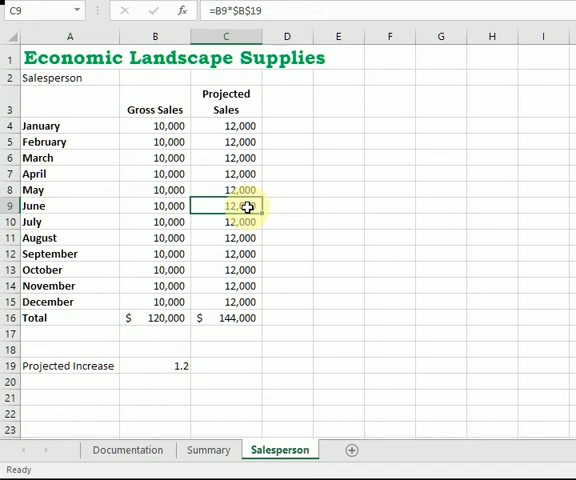 C9 fx =B9*$B$19
A B C D E F G H I
1 Economic Landscape Supplies
2 Salesperson
Projected
3 Gross Sales Sales
4 January 10,000 12,000
5 February 10,000 12,000
6 March 10,000 12,000
7 April 10,000 12,000
8 May 10,000 12,000
9 June 10,000 12,000
10 July 10,000 12,000
11 August 10,000 12,000
12 September 10,000 12,000
13 October 10,000 12,000
14 November 10,000 12,000
15 December 10,000 12,000
16 Total $ 120,000 $ 144,000
17
18
19 Projected Increase 1.2
20
21
22
23
Documentation Summary Salesperson
Ready